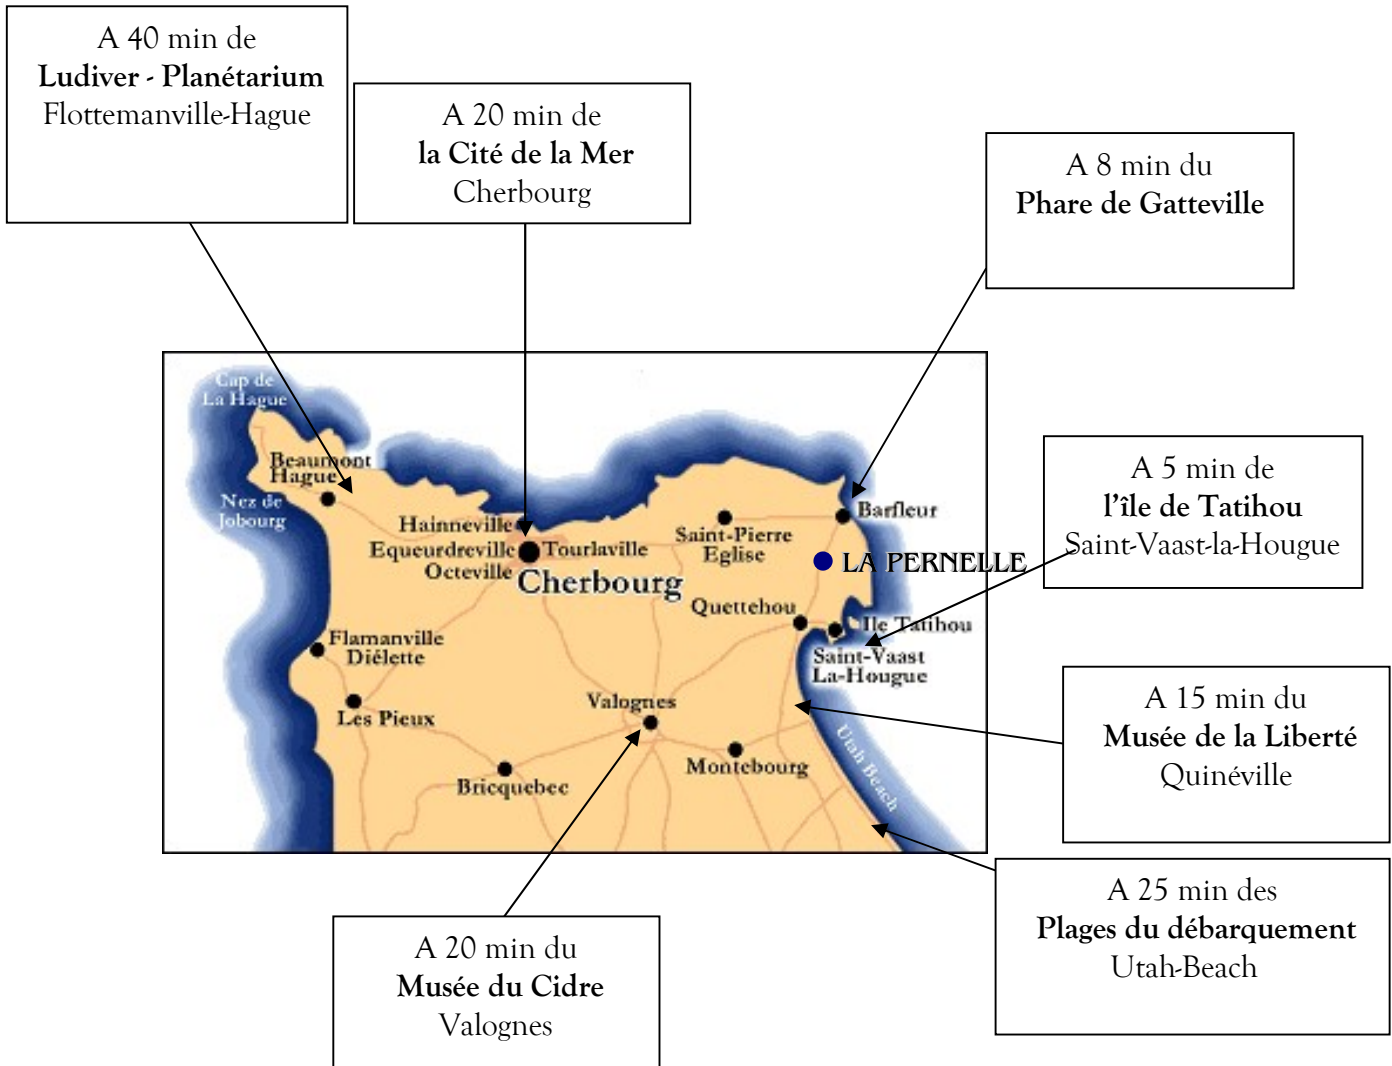 A 40 min de
Ludiver - Planétarium
Flottemanville-Hague
A 20 min de
la Cité de la Mer
Cherbourg
A 8 min du
Phare de Gatteville
A 5 min de
l'île de Tatihou
Saint-Vaast-la-Hougue
A 15 min du
Musée de la Liberté
Quinéville
A 25 min des
Plages du débarquement
Utah-Beach
A 20 min du
Musée du Cidre
Valognes
Cap de
La Hague
Beaumont
Hague
Nez de
Jobourg
Hainneville
Equeurdreville
Octeville
Tourlaville
Cherbourg
Saint-Pierre
Eglise
Barfleur
LA PERNELLE
Quettehou
Ile Tatihou
Saint-Vaast
La-Hougue
Flamanville
Diélette
Les Pieux
Valognes
Bricquebec
Montebourg
Utah Beach